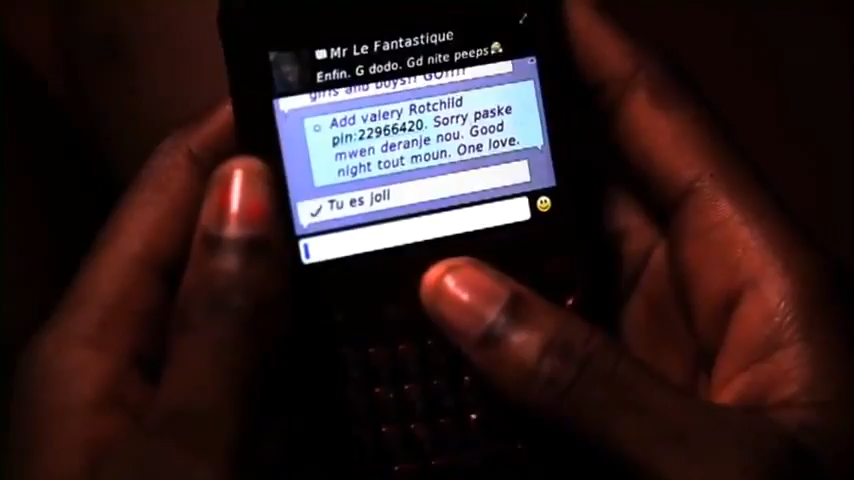 Mr Le Fantastique
Enfin. G dodo. Gd nite peeps
girls and boys!! GO!!!!
Add valery Rotchild
pin:22966420. Sorry paske
mwen deranje nou. Good
night tout moun. One love.
Tu es joli